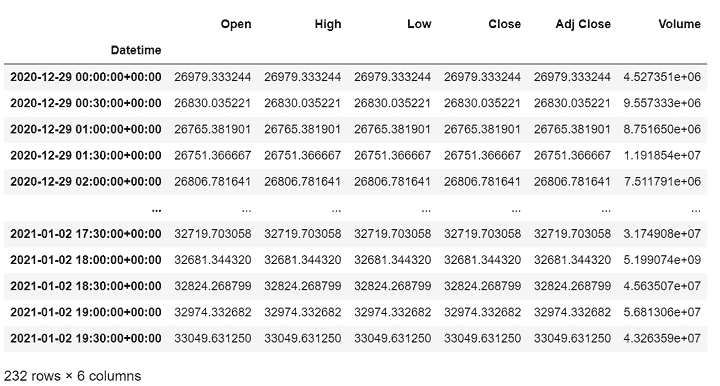 Open High Low Close Adj Close Volume
Datetime
2020-12-29 00:00:00+00:00 26979.333244 26979.333244 26979.333244 26979.333244 26979.333244 4.527351e+06
2020-12-29 00:30:00+00:00 26830.035221 26830.035221 26830.035221 26830.035221 26830.035221 9.557333e+06
2020-12-29 01:00:00+00:00 26765.381901 26765.381901 26765.381901 26765.381901 26765.381901 8.751650e+06
2020-12-29 01:30:00+00:00 26751.366667 26751.366667 26751.366667 26751.366667 26751.366667 1.191854e+07
2020-12-29 02:00:00+00:00 26806.781641 26806.781641 26806.781641 26806.781641 26806.781641 7.511791e+06
... ... ... ... ... ... ...
2021-01-02 17:30:00+00:00 32719.703058 32719.703058 32719.703058 32719.703058 32719.703058 3.174908e+07
2021-01-02 18:00:00+00:00 32681.344320 32681.344320 32681.344320 32681.344320 32681.344320 5.199074e+09
2021-01-02 18:30:00+00:00 32824.268799 32824.268799 32824.268799 32824.268799 32824.268799 4.563507e+07
2021-01-02 19:00:00+00:00 32974.332682 32974.332682 32974.332682 32974.332682 32974.332682 5.681306e+07
2021-01-02 19:30:00+00:00 33049.631250 33049.631250 33049.631250 33049.631250 33049.631250 4.326359e+07
232 rows × 6 columns